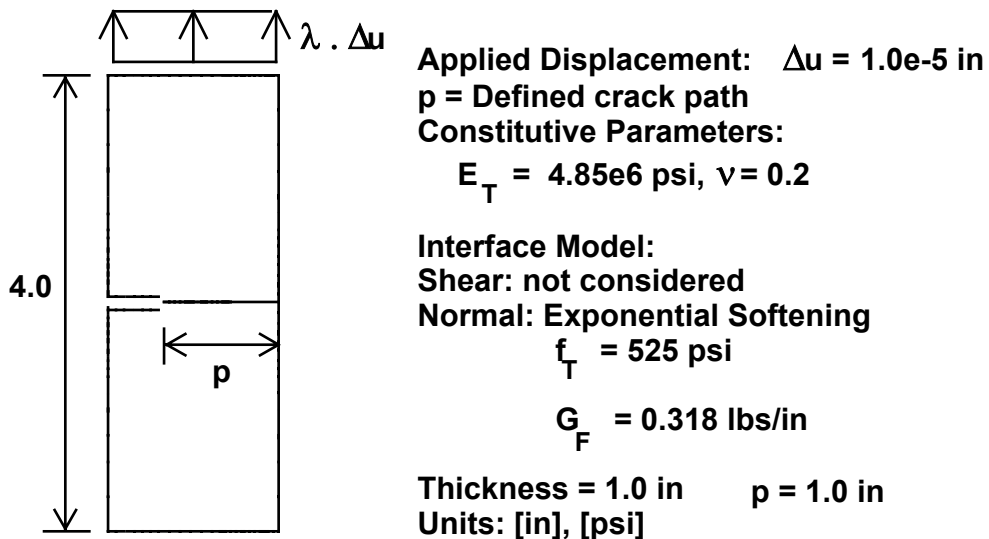 λ . Δu
Applied Displacement: Δu = 1.0e-5 in
p = Defined crack path
Constitutive Parameters:
E_T = 4.85e6 psi, ν = 0.2
4.0
p
Interface Model:
Shear: not considered
Normal: Exponential Softening
f_T = 525 psi
G_F = 0.318 lbs/in
Thickness = 1.0 in p = 1.0 in
Units: [in], [psi]